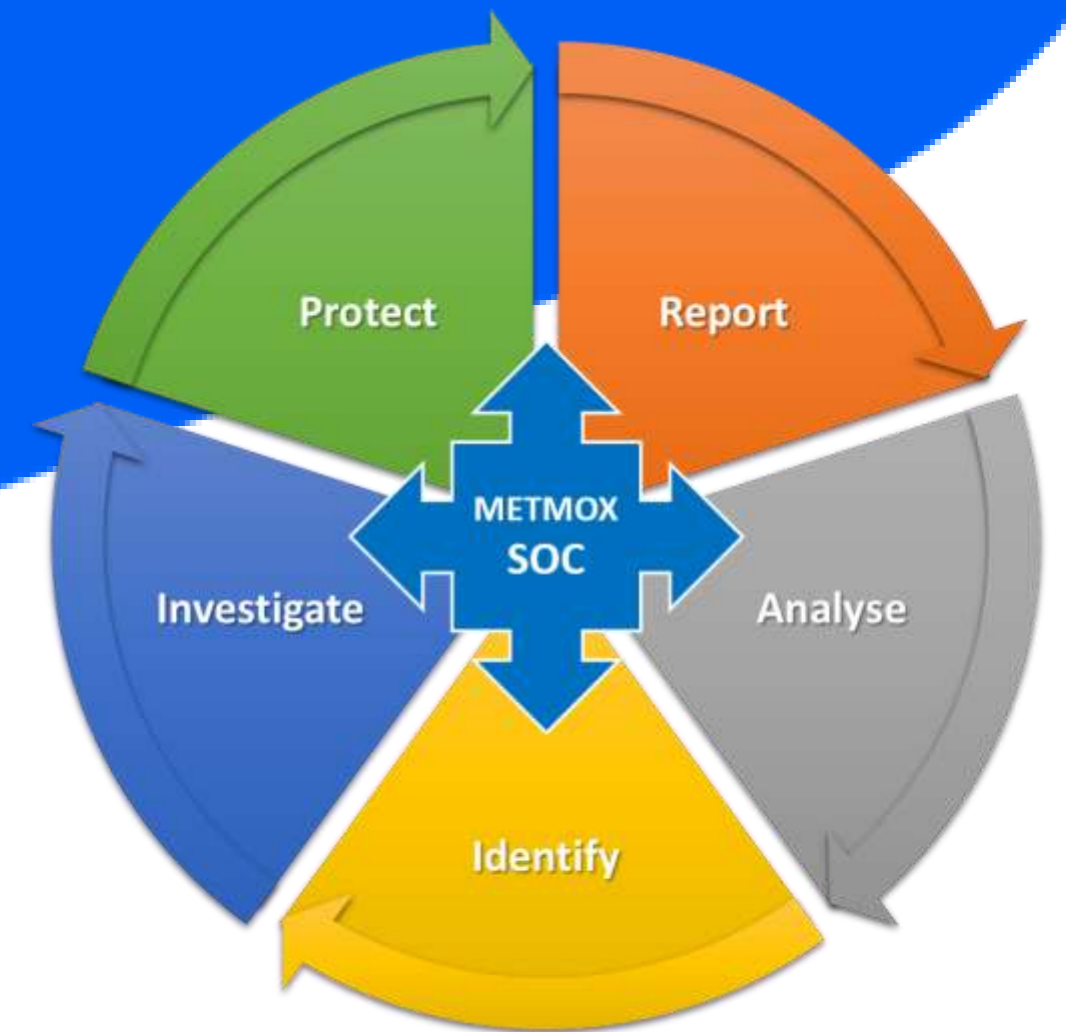 Protect
Report
METMOX
SOC
Investigate
Analyse
Identify